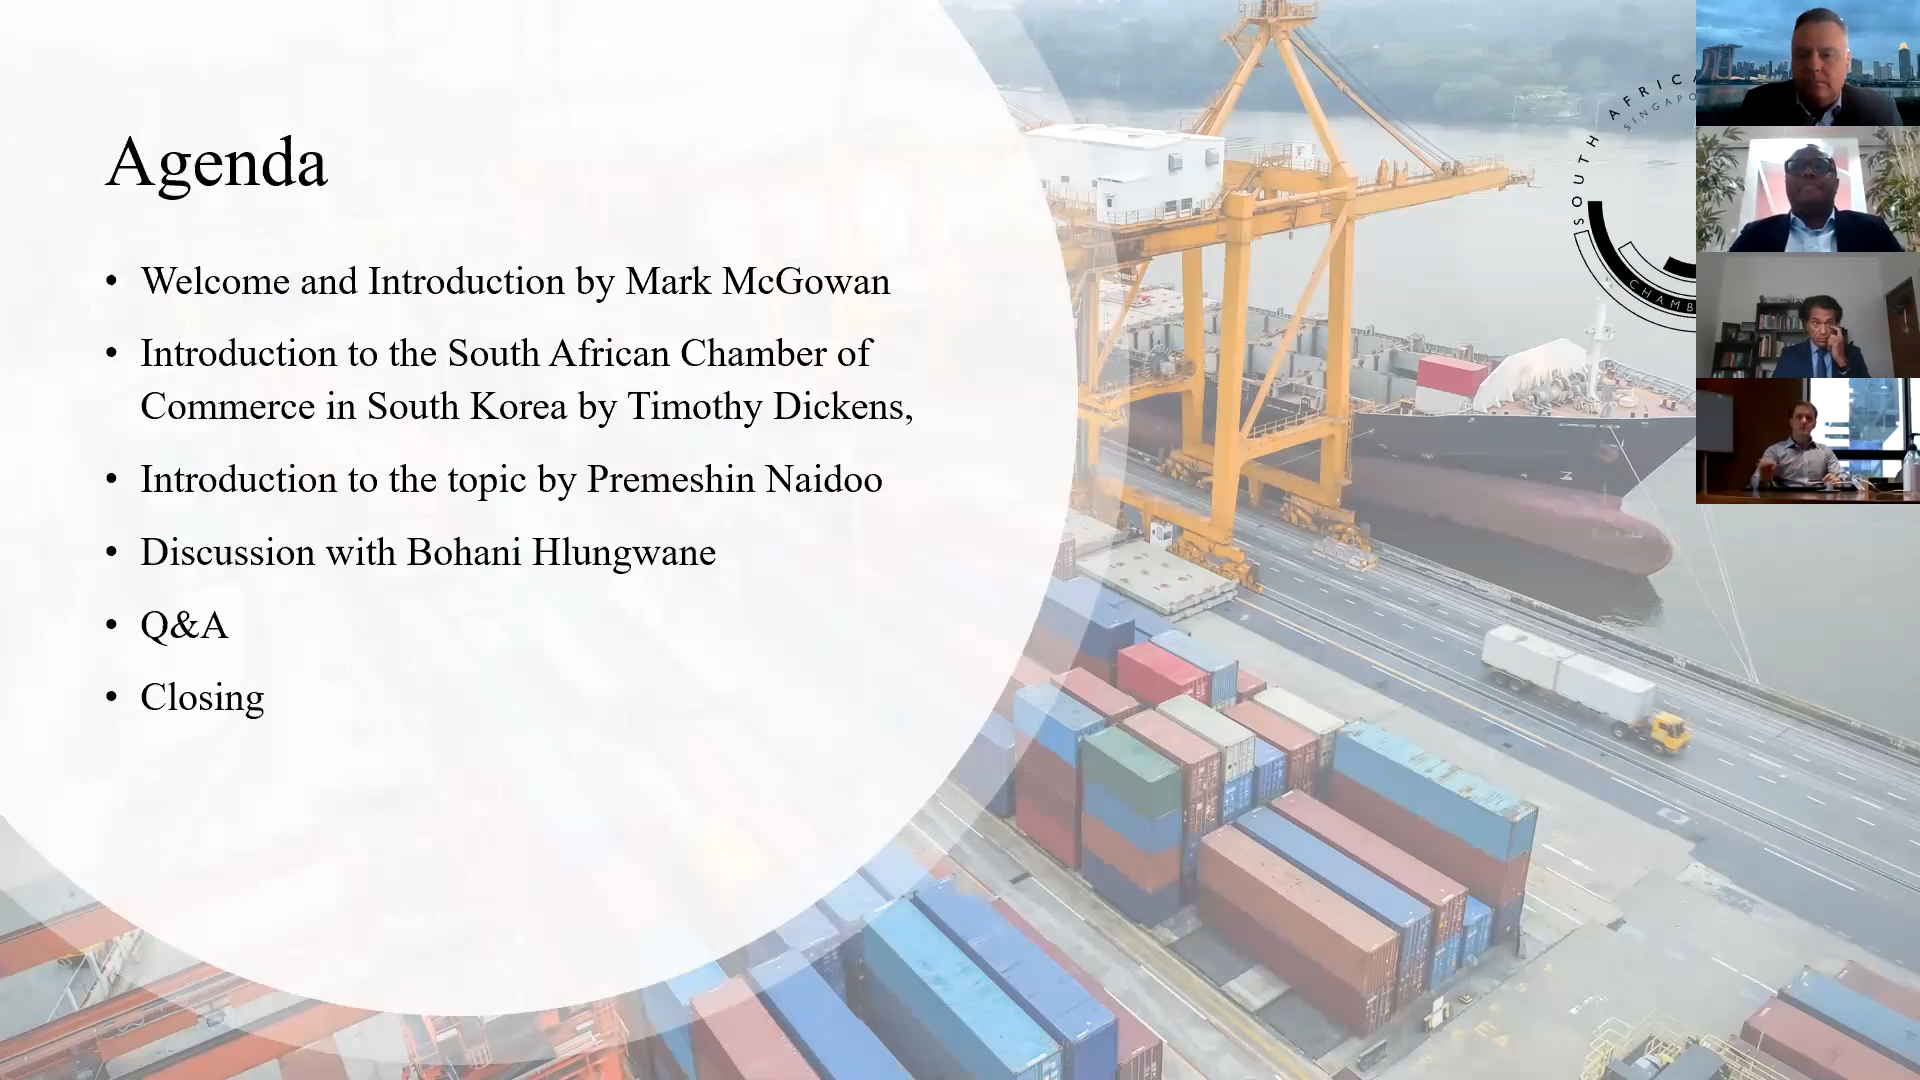 Agenda
• Welcome and Introduction by Mark McGowan
• Introduction to the South African Chamber of
Commerce in South Korea by Timothy Dickens,
• Introduction to the topic by Premeshin Naidoo
• Discussion with Bohani Hlungwane
• Q&A
• Closing
SOUTH